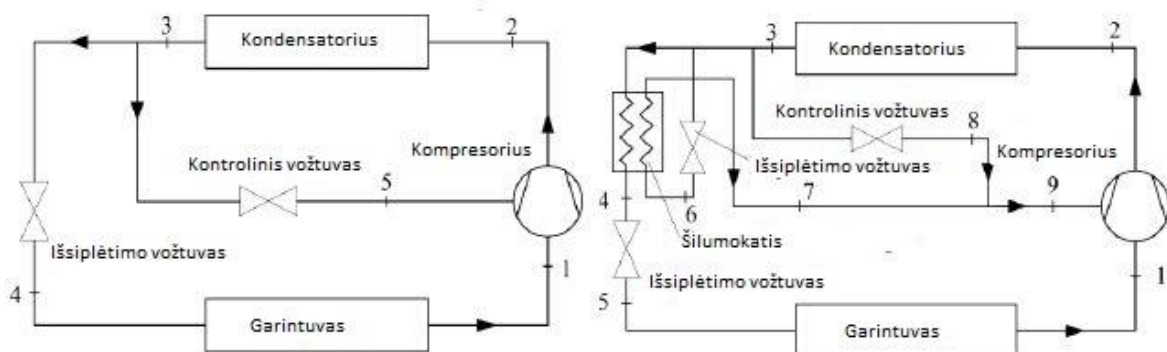 3
Kondensatorius
2
Kontrolinis vožtuvas
Kompresorius
5
Išsiplėtimo vožtuvas
4
1
Garintuvas
3
Kondensatorius
2
Kontrolinis vožtuvas
8
Kompresorius
Išsiplėtimo vožtuvas
4
6
7
9
Šilumokatis
Išsiplėtimo vožtuvas
5
1
Garintuvas